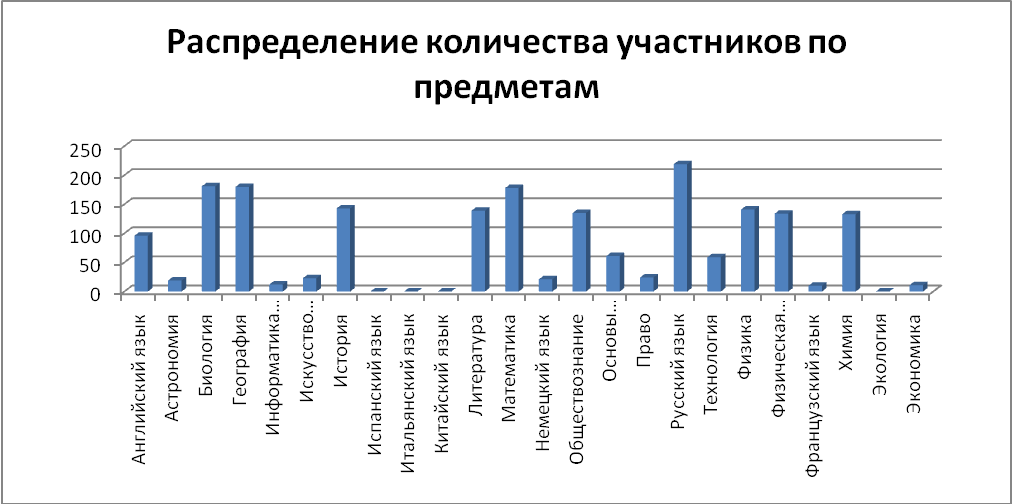 Распределение количества участников по
предметам
250
200
150
100
50
0
Английский язык
Астрономия
Биология
География
Информатика...
Искусство...
История
Испанский язык
Итальянский язык
Китайский язык
Литература
Математика
Немецкий язык
Обществознание
Основы...
Право
Русский язык
Технология
Физика
Физическая...
Французский язык
Химия
Экология
Экономика